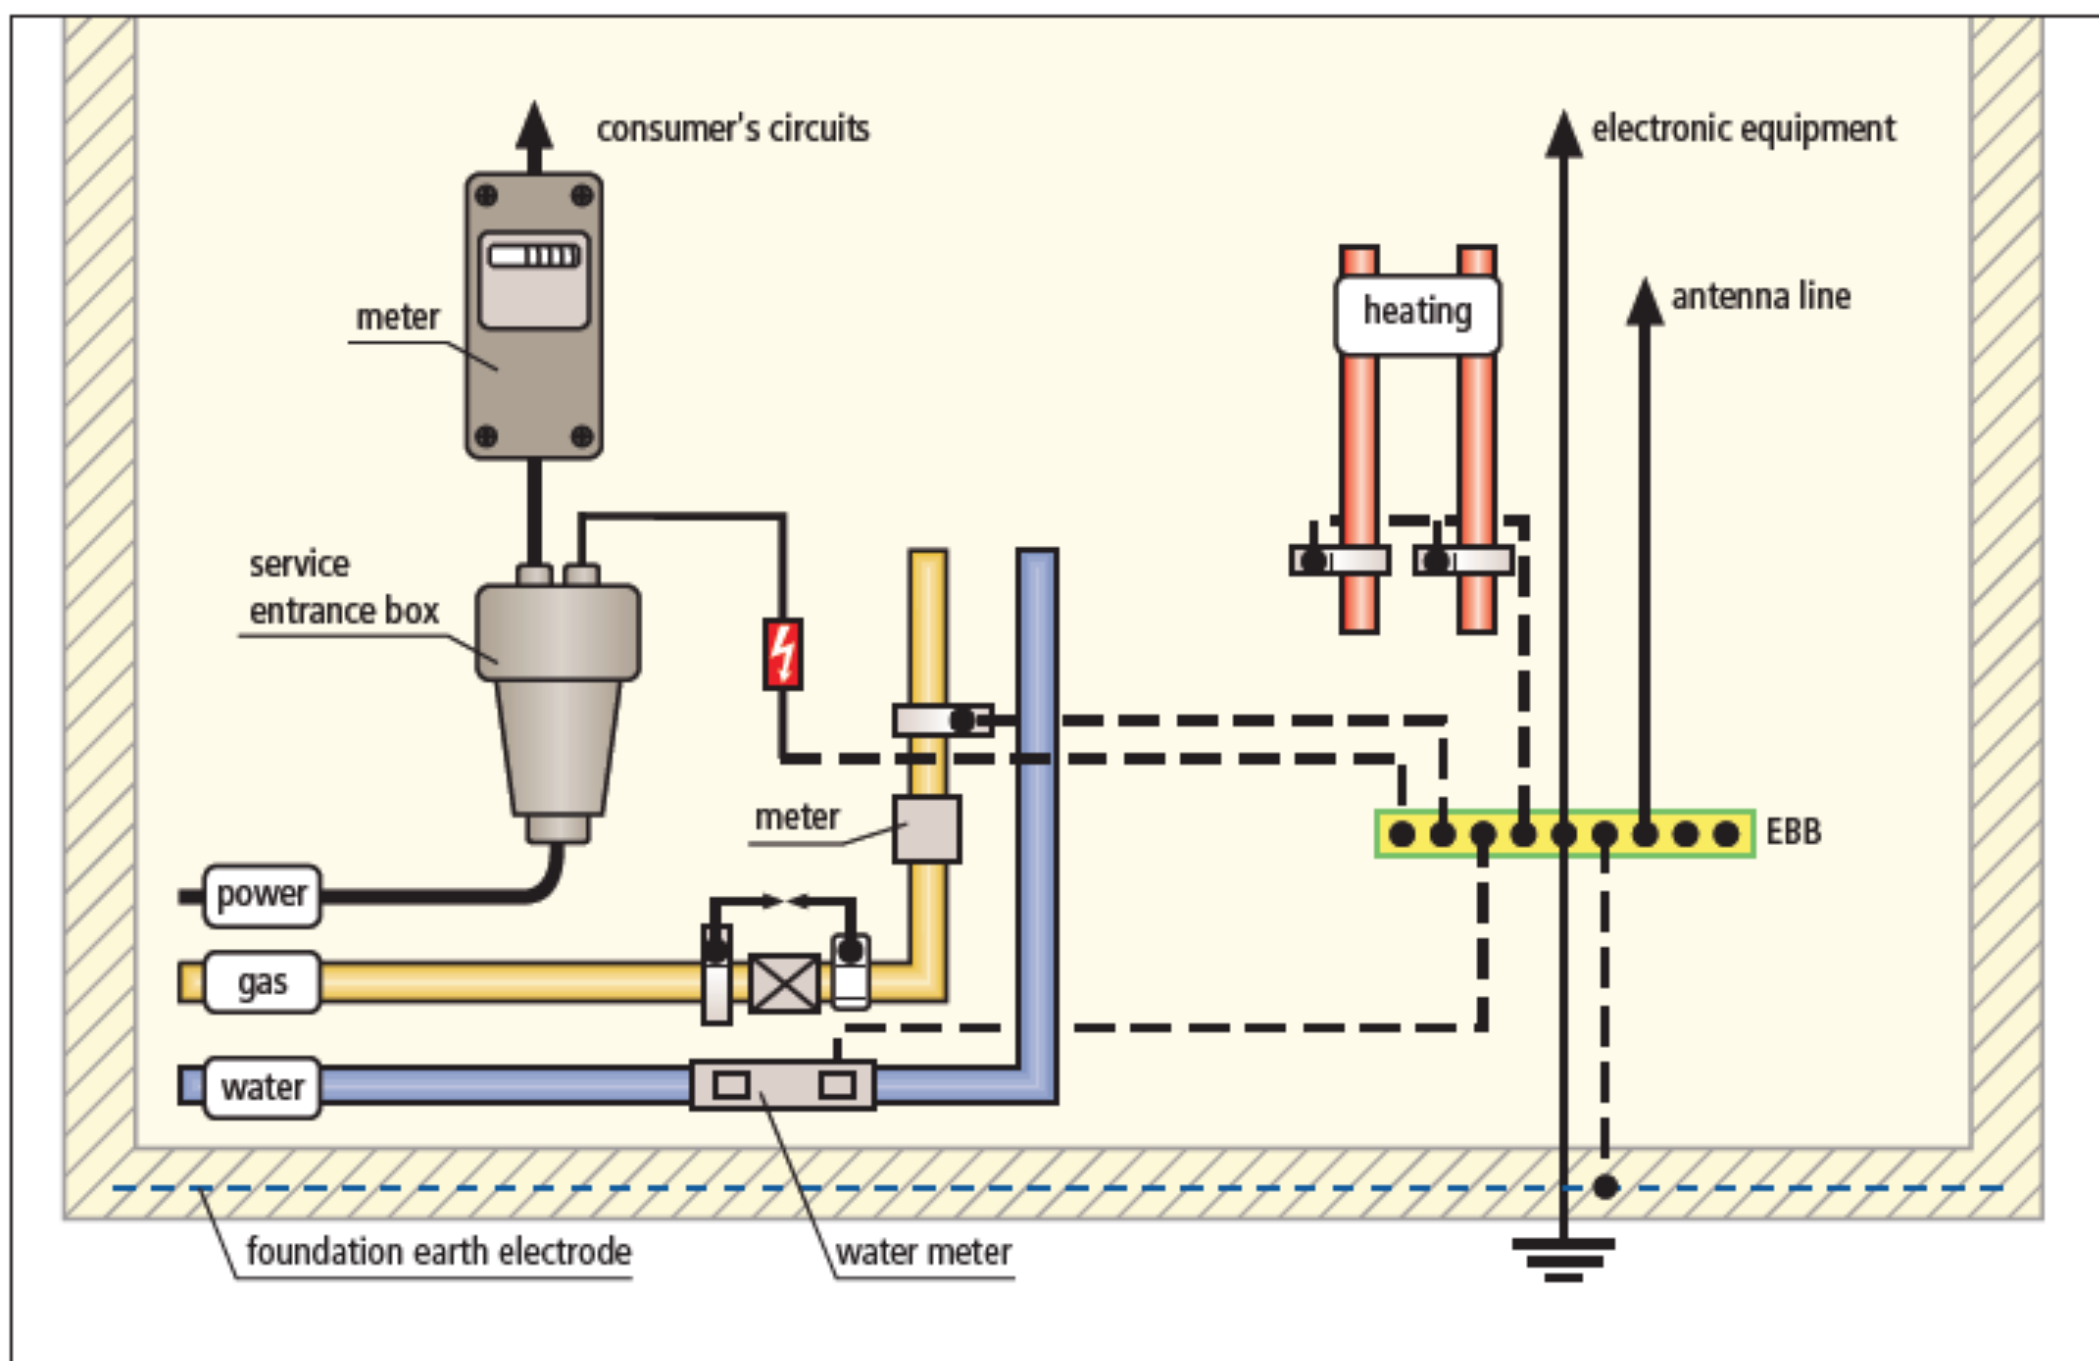 consumer's circuits
electronic equipment
meter
heating
antenna line
service
entrance box
meter
EBB
power
gas
water
foundation earth electrode
water meter